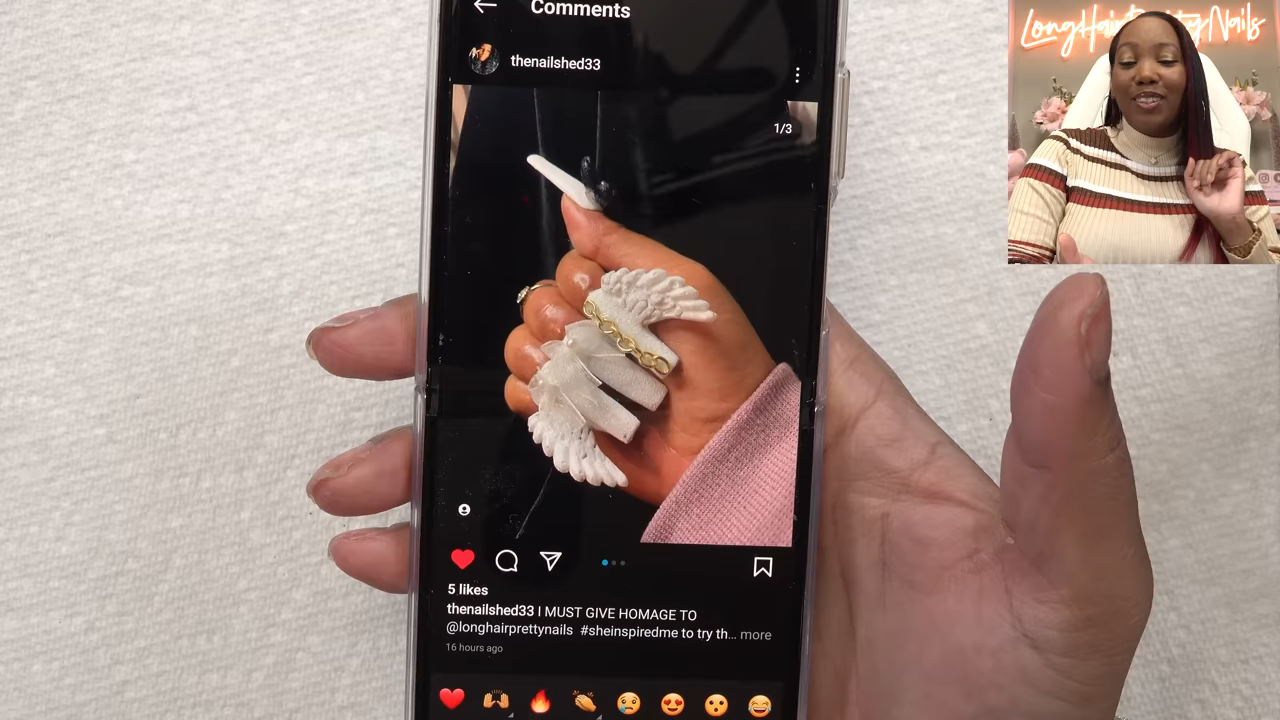 Comments
thenailshed33
1/3
5 likes
thenailshed33 I MUST GIVE HOMAGE TO
@longhairprettynails #sheinspiredme to try th... more
16 hours ago
Nails